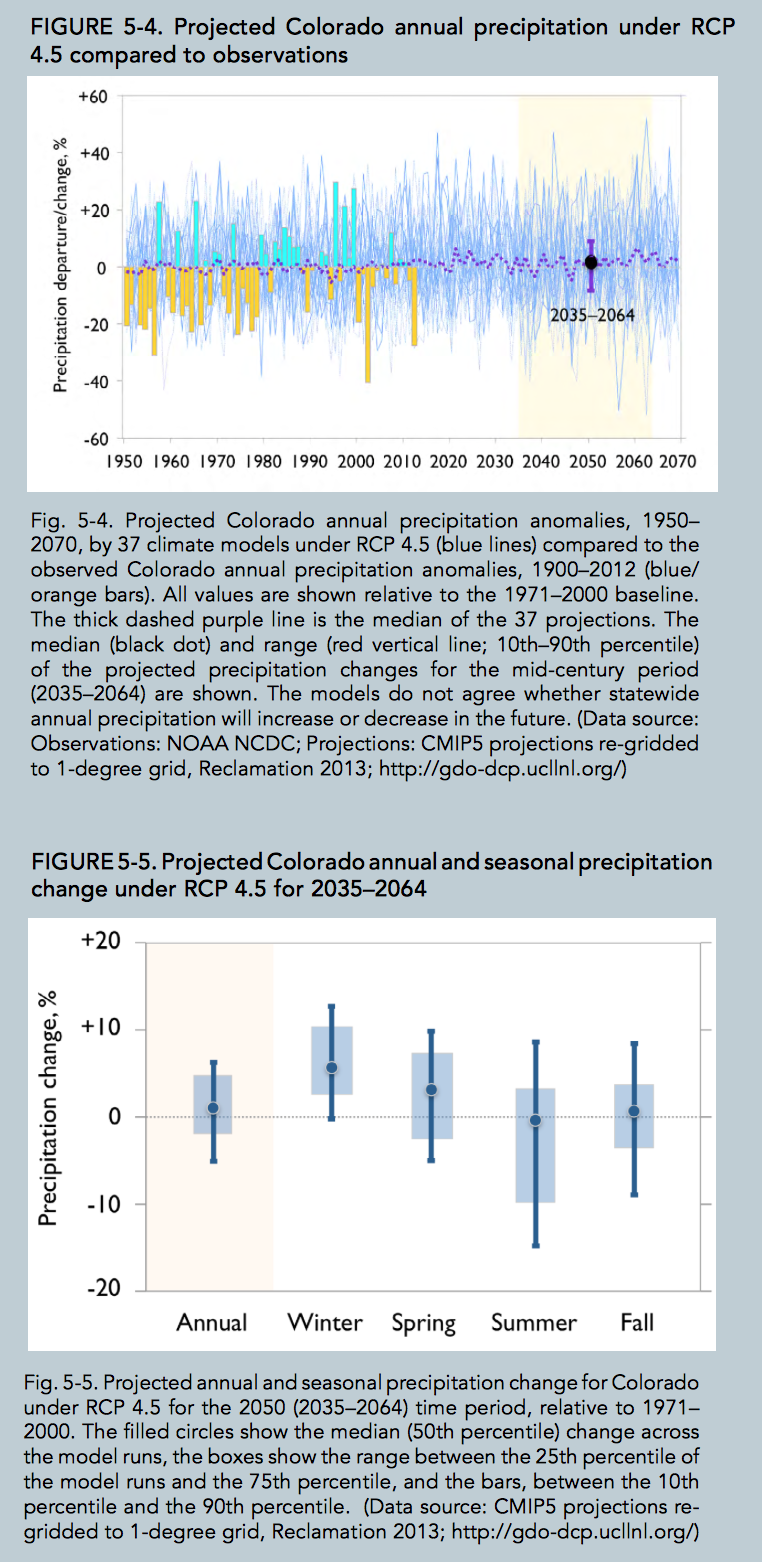 FIGURE 5-4. Projected Colorado annual precipitation under RCP
4.5 compared to observations
+60
+40
+20
0
-20
-40
-60
Precipitation departure/change, %
2035–2064
1950 1960 1970 1980 1990 2000 2010 2020 2030 2040 2050 2060 2070
Fig. 5-4. Projected Colorado annual precipitation anomalies, 1950–
2070, by 37 climate models under RCP 4.5 (blue lines) compared to the
observed Colorado annual precipitation anomalies, 1900–2012 (blue/
orange bars). All values are shown relative to the 1971–2000 baseline.
The thick dashed purple line is the median of the 37 projections. The
median (black dot) and range (red vertical line; 10th–90th percentile)
of the projected precipitation changes for the mid-century period
(2035–2064) are shown. The models do not agree whether statewide
annual precipitation will increase or decrease in the future. (Data source:
Observations: NOAA NCDC; Projections: CMIP5 projections re-gridded
to 1-degree grid, Reclamation 2013; http://gdo-dcp.ucllnl.org/)
FIGURE 5-5. Projected Colorado annual and seasonal precipitation
change under RCP 4.5 for 2035–2064
+20
+10
0
-10
-20
Precipitation change, %
Annual Winter Spring Summer Fall
Fig. 5-5. Projected annual and seasonal precipitation change for Colorado
under RCP 4.5 for the 2050 (2035–2064) time period, relative to 1971–
2000. The filled circles show the median (50th percentile) change across
the model runs, the boxes show the range between the 25th percentile of
the model runs and the 75th percentile, and the bars, between the 10th
percentile and the 90th percentile. (Data source: CMIP5 projections re-
gridded to 1-degree grid, Reclamation 2013; http://gdo-dcp.ucllnl.org/)